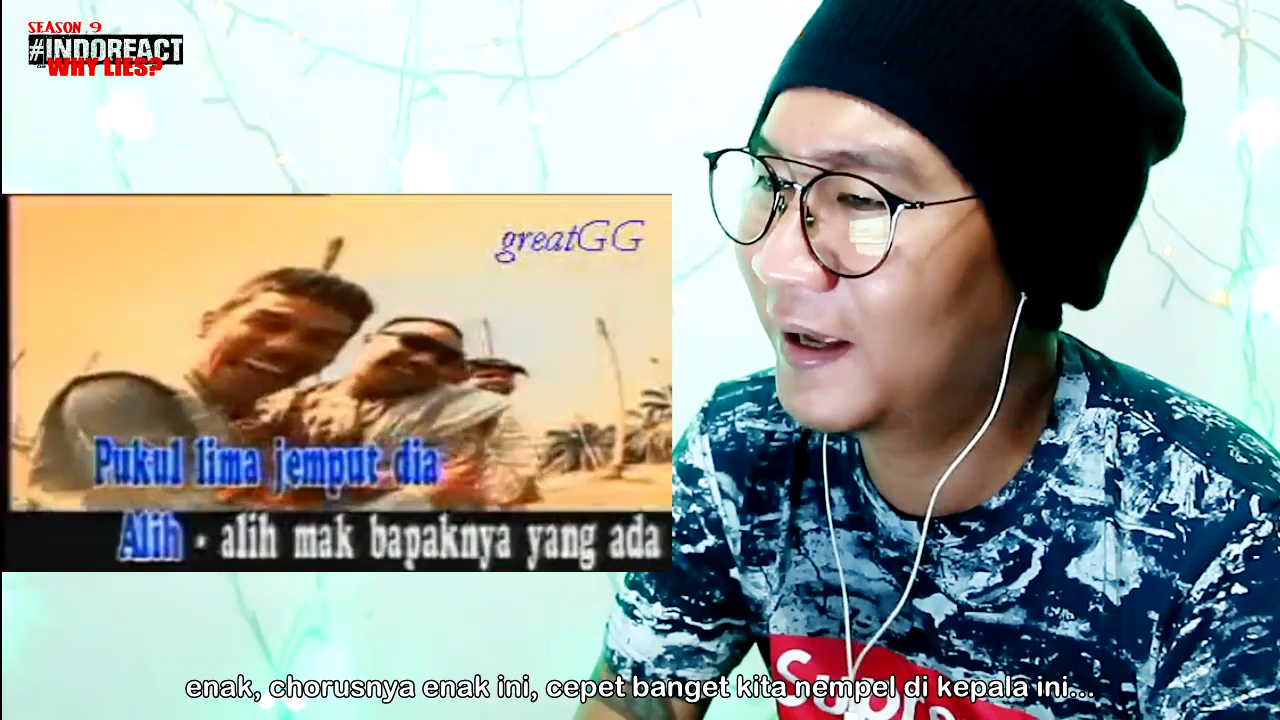 SEASON 9
#INDOREACT
WHY LIES?
greatGG
Pukul lima jemput dia
Alih - alih mak bapaknya yang ada
Supre
enak, chorusnya enak ini, cepet banget kita nempel di kepala ini...